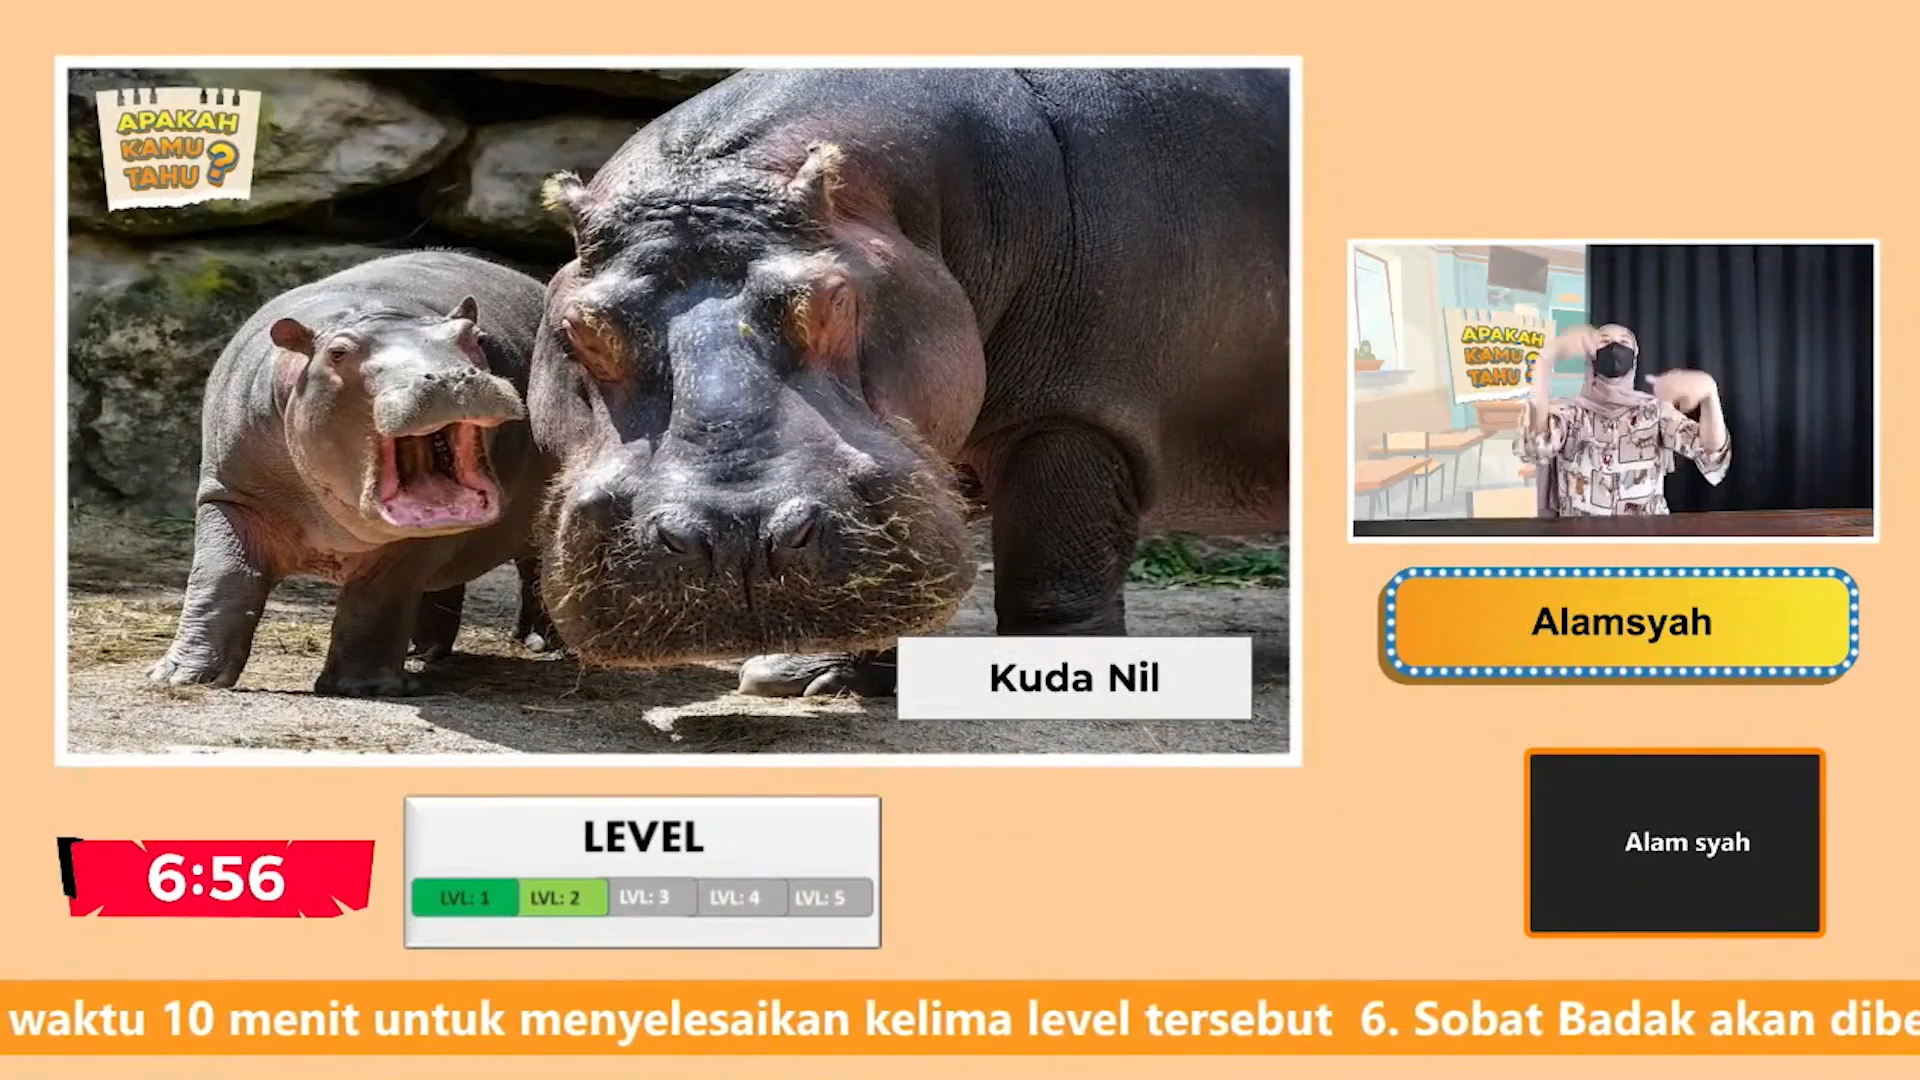 APAKAH
KAMU
TAHU ?
Kuda Nil
APAKAH
KAMU ?
TAHU
Alamsyah
Alam syah
6:56
LEVEL
LVL: 1 LVL: 2 LVL: 3 LVL: 4 LVL: 5
waktu 10 menit untuk menyelesaikan kelima level tersebut 6. Sobat Badak akan dibe